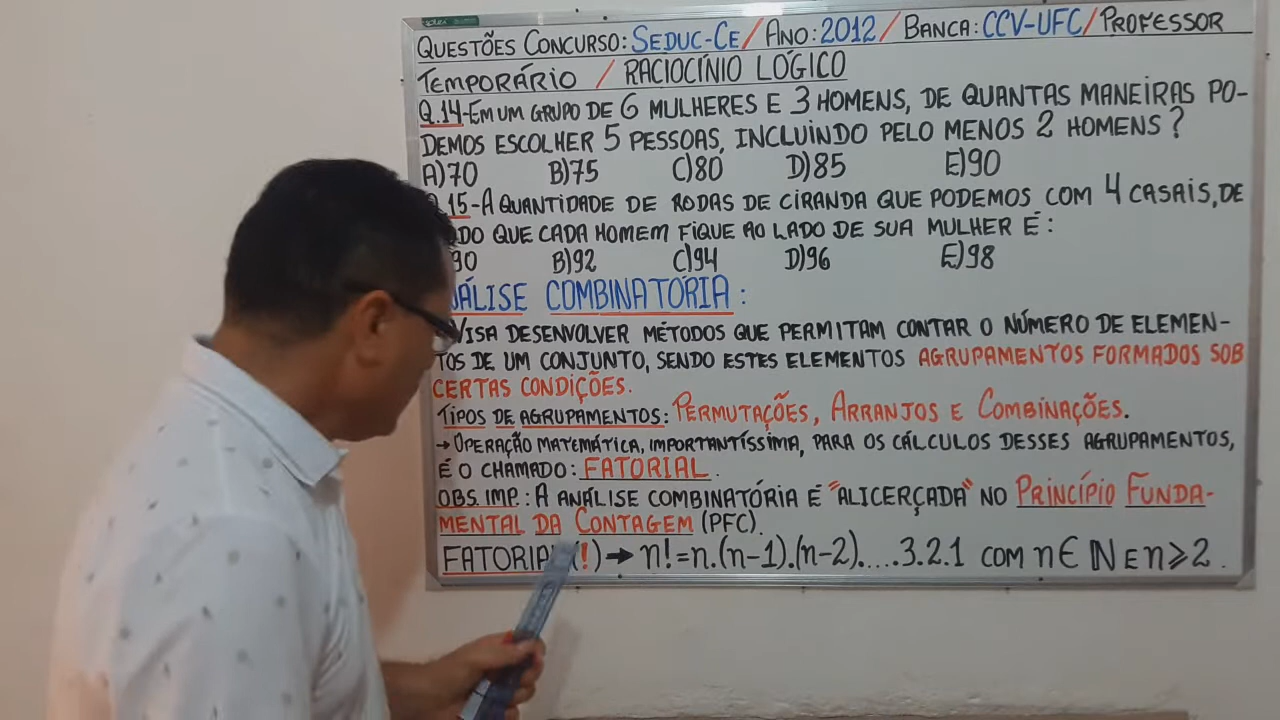 QUESTÕES CONCURSO: SEDUC-CE/ANO: 2012/BANCA: CCV-UFC/PROFESSOR
TEMPORÁRIO / RACIOCÍNIO LÓGICO
Q.14-EM UM GRUPO DE 6 MULHERES E 3 HOMENS, DE QUANTAS MANEIRAS PO-
DEMOS ESCOLHER 5 PESSOAS, INCLUINDO PELO MENOS 2 HOMENS?
A)70 B)75 C)80 D)85 E)90
.15-A QUANTIDADE DE RODAS DE CIRANDA QUE PODEMOS COM 4 CASAIS, DE
DO QUE CADA HOMEM FIQUE AO LADO DE SUA MULHER É:
90 B)92 C)94 D)96 E)98
ÁLISE COMBINATÓRIA:
VISA DESENVOLVER MÉTODOS QUE PERMITAM CONTAR O NÚMERO DE ELEMEN-
TOS DE UM CONJUNTO, SENDO ESTES ELEMENTOS AGRUPAMENTOS FORMADOS SOB
CERTAS CONDIÇÕES.
TIPOS DE AGRUPAMENTOS: PERMUTAÇÕES, ARRANJOS E COMBINAÇÕES.
→ OPERAÇÃO MATEMÁTICA, IMPORTANTÍSSIMA, PARA OS CÁLCULOS DESSES AGRUPAMENTOS,
É O CHAMADO: FATORIAL.
OBS. IMP.: A ANÁLISE COMBINATÓRIA É "ALICERÇADA" NO PRINCÍPIO FUNDA-
MENTAL DA CONTAGEM (PFC).
FATORIAL (!) → n! = n.(n-1).(n-2)....3.2.1 COM n ∈ ℕ E n ⩾ 2.